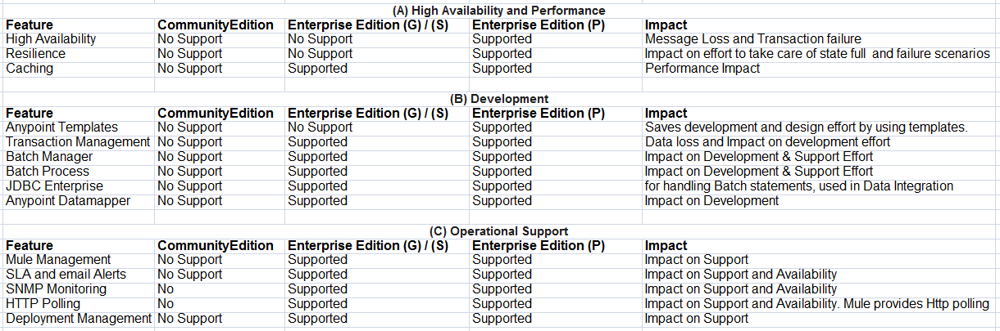 (A) High Availability and Performance
Feature CommunityEdition Enterprise Edition (G) / (S) Enterprise Edition (P) Impact
High Availability No Support No Support Supported Message Loss and Transaction failure
Resilience No Support No Support Supported Impact on effort to take care of state full and failure scenarios
Caching No Support Supported Supported Performance Impact
(B) Development
Feature CommunityEdition Enterprise Edition (G) / (S) Enterprise Edition (P) Impact
Anypoint Templates No Support No Support Supported Saves development and design effort by using templates.
Transaction Management No Support Supported Supported Data loss and Impact on development effort
Batch Manager No Support Supported Supported Impact on Development & Support Effort
Batch Process No Support Supported Supported Impact on Development & Support Effort
JDBC Enterprise No Support Supported Supported for handling Batch statements, used in Data Integration
Anypoint Datamapper No Support Supported Supported Impact on Development
(C) Operational Support
Feature CommunityEdition Enterprise Edition (G) / (S) Enterprise Edition (P) Impact
Mule Management No Support Supported Supported Impact on Support
SLA and email Alerts No Support Supported Supported Impact on Support and Availability
SNMP Monitoring No Supported Supported Impact on Support and Availability
HTTP Polling No Supported Supported Impact on Support and Availability. Mule provides Http polling
Deployment Management No Support Supported Supported Impact on Support